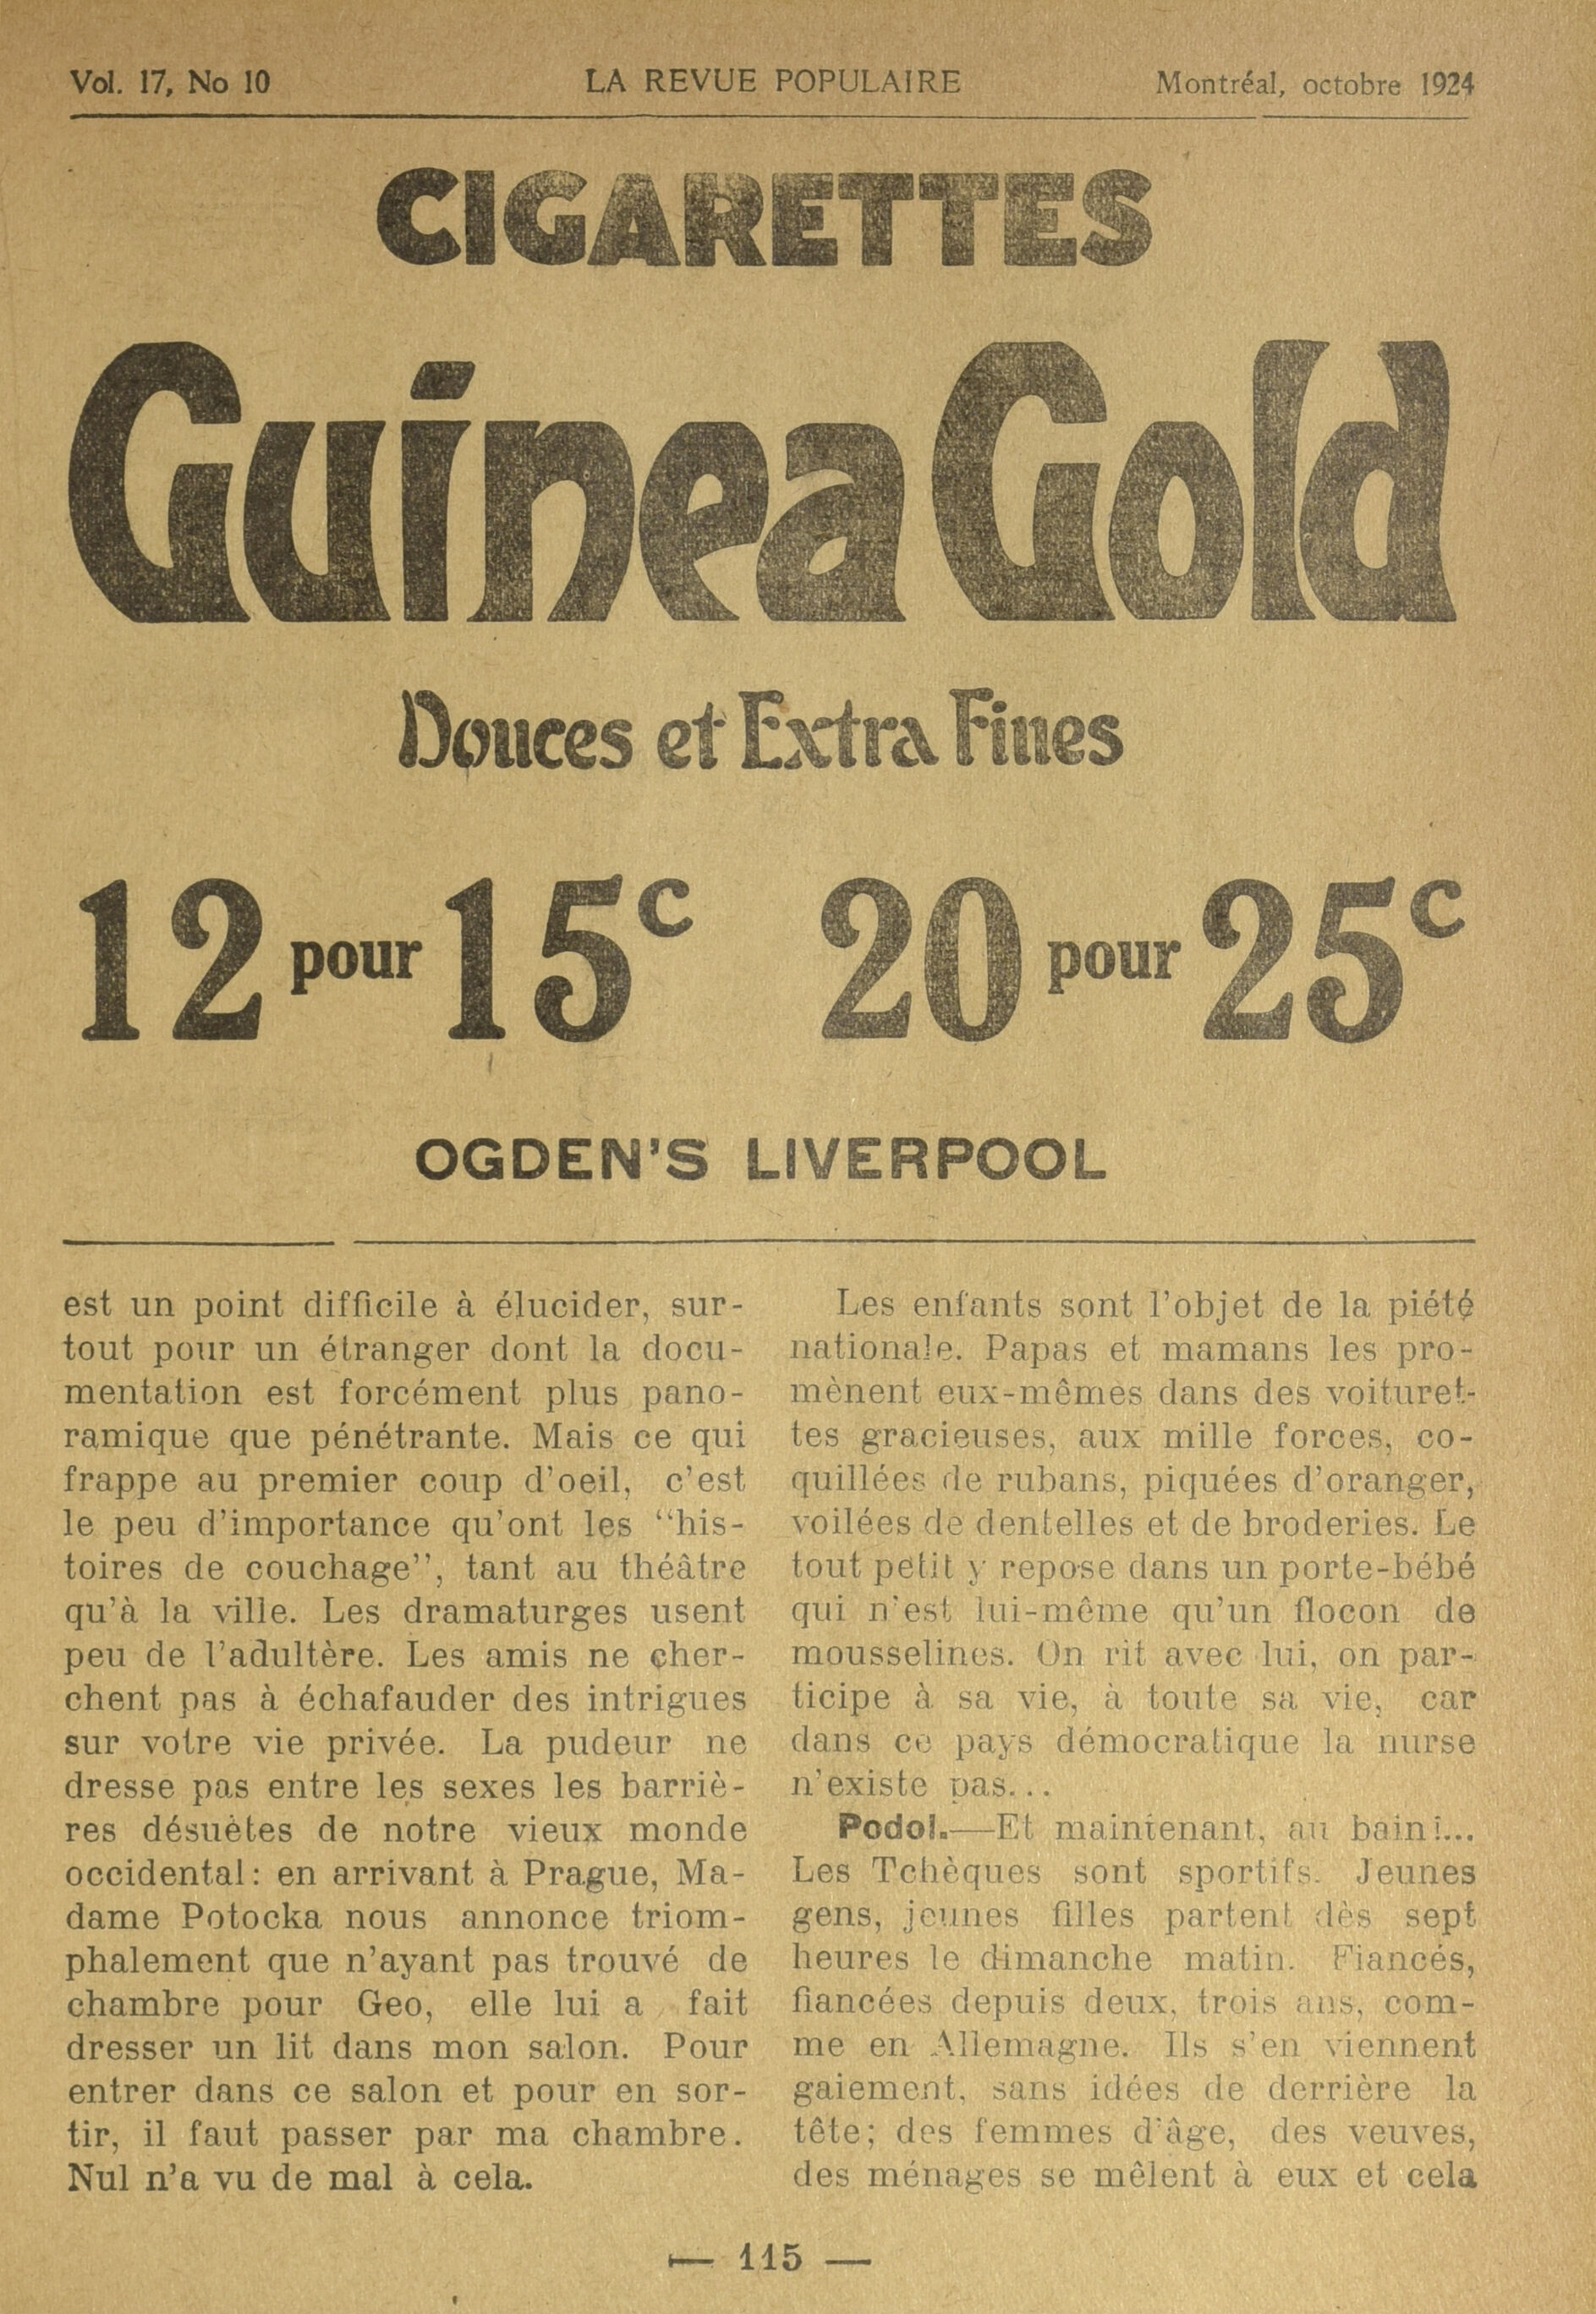 Vol. 17, No 10 LA REVUE POPULAIRE Montréal, octobre 1924
CIGARETTES
Guinea Gold
Douces et Extra Fines
12 pour 15c 20 pour 25c
OGDEN'S LIVERPOOL
est un point difficile à élucider, sur-
tout pour un étranger dont la docu-
mentation est forcément plus pano-
ramique que pénétrante. Mais ce qui
frappe au premier coup d'oeil, c'est
le peu d'importance qu'ont les "his-
toires de couchage", tant au théâtre
qu'à la ville. Les dramaturges usent
peu de l'adultère. Les amis ne cher-
chent pas à échafauder des intrigues
sur votre vie privée. La pudeur ne
dresse pas entre les sexes les barriè-
res désuètes de notre vieux monde
occidental: en arrivant à Prague, Ma-
dame Potocka nous annonce triom-
phalement que n'ayant pas trouvé de
chambre pour Geo, elle lui a fait
dresser un lit dans mon salon. Pour
entrer dans ce salon et pour en sor-
tir, il faut passer par ma chambre.
Nul n'a vu de mal à cela.
Les enfants sont l'objet de la piété
nationale. Papas et mamans les pro-
mènent eux-mêmes dans des voituret-
tes gracieuses, aux mille forces, co-
quillées de rubans, piquées d'oranger,
voilées de dentelles et de broderies. Le
tout petit y repose dans un porte-bébé
qui n'est lui-même qu'un flocon de
mousselines. On rit avec lui, on par-
ticipe à sa vie, à toute sa vie, car
dans ce pays démocratique la nurse
n'existe pas...
Podol.—Et maintenant, au bain!...
Les Tchèques sont sportifs. Jeunes
gens, jeunes filles partent dès sept
heures le dimanche matin. Fiancés,
fiancées depuis deux, trois ans, com-
me en Allemagne. Ils s'en viennent
gaiement, sans idées de derrière la
tête; des femmes d'âge, des veuves,
des ménages se mêlent à eux et cela
— 115 —